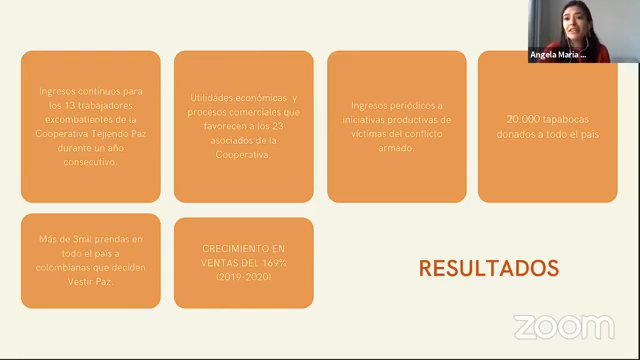 Angela María ...
Ingresos continuos para
los 13 trabajadores
excombatientes de la
Cooperativa Tejiendo Paz
durante un año
consecutivo.
Utilidades económicas y
procesos comerciales que
favorecen a los 23
asociados de la
Cooperativa.
Ingresos periódicos a
iniciativas productivas de
víctimas del conflicto
armado.
20.000 tapabocas
donados a todo el país
Más de 3mil prendas en
todo el país a
colombianas que deciden
Vestir Paz.
CRECIMIENTO EN
VENTAS DEL 169%
(2019-2020)
RESULTADOS
zoom